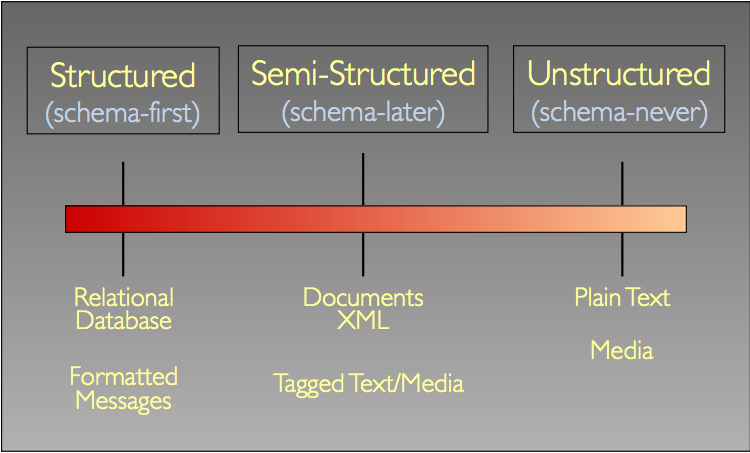 Structured
(schema-first)
Semi-Structured
(schema-later)
Unstructured
(schema-never)
Relational
Database
Formatted
Messages
Documents
XML
Tagged Text/Media
Plain Text
Media